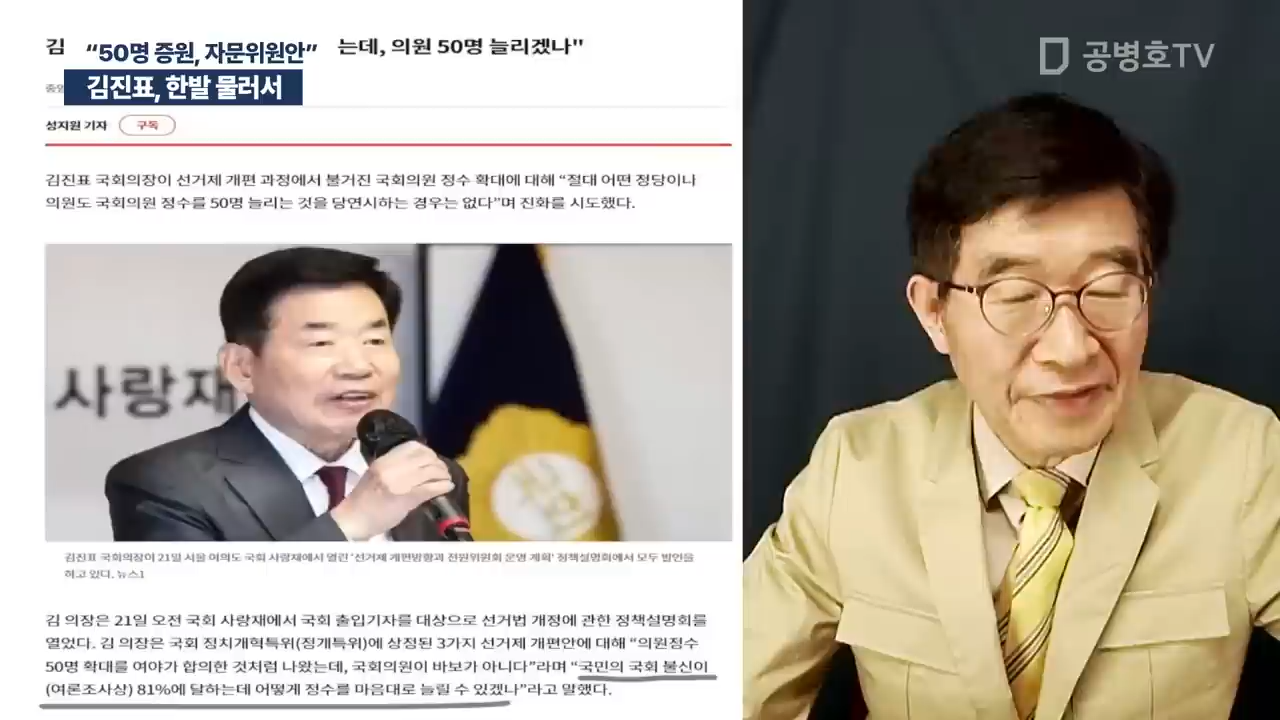 김 는데, 의원 50명 늘리겠나"
“50명 증원, 자문위원안”
김진표, 한발 물러서
공병호TV
성지원 기자 구독
김진표 국회의장이 선거제 개편 과정에서 불거진 국회의원 정수 확대에 대해 “절대 어떤 정당이나
의원도 국회의원 정수를 50명 늘리는 것을 당연시하는 경우는 없다”며 진화를 시도했다.
사랑재
김진표 국회의장이 21일 서울 여의도 국회 사랑재에서 열린 '선거제 개편방향과 전원위원회 운영 계획' 정책설명회에서 모두 발언을
하고 있다. 뉴스1
김 의장은 21일 오전 국회 사랑재에서 국회 출입기자를 대상으로 선거법 개정에 관한 정책설명회를
열었다. 김 의장은 국회 정치개혁특위(정개특위)에 상정된 3가지 선거제 개편안에 대해 “의원정수
50명 확대를 여야가 합의한 것처럼 나왔는데, 국회의원이 바보가 아니다”라며 “국민의 국회 불신이
(여론조사상) 81%에 달하는데 어떻게 정수를 마음대로 늘릴 수 있겠나”라고 말했다.